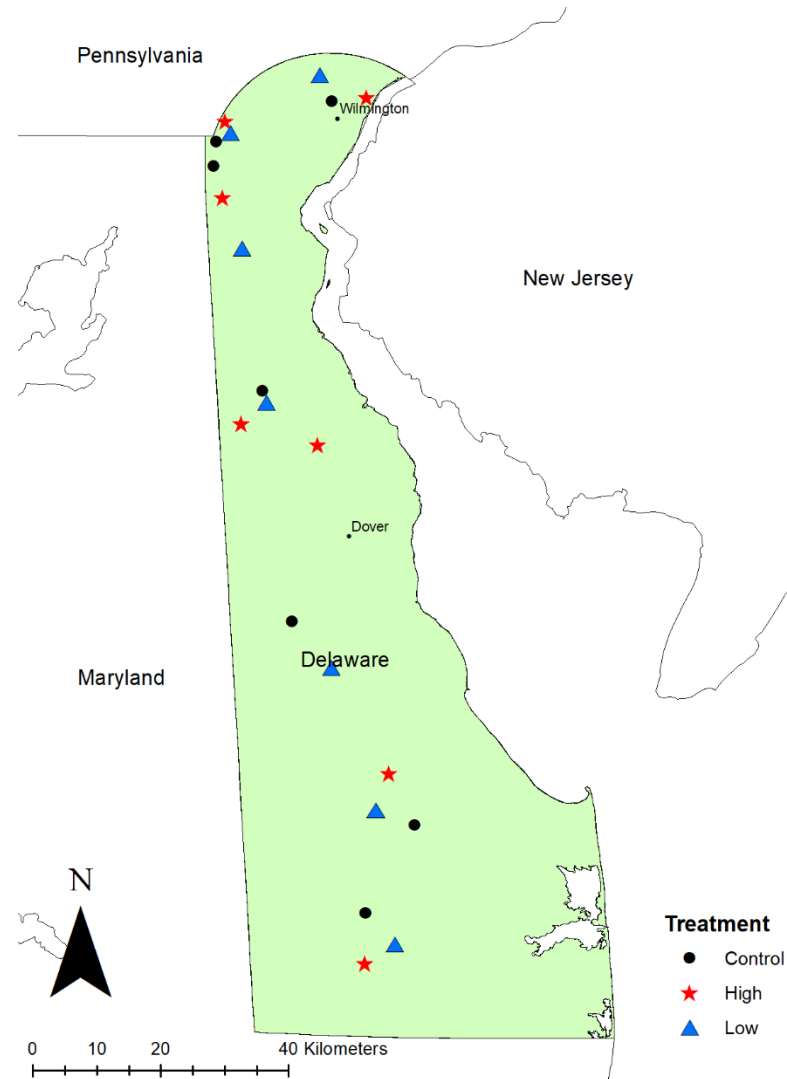 Pennsylvania
Wilmington
New Jersey
Dover
Delaware
Maryland
N
Treatment
Control
High
Low
0 10 20 40 Kilometers